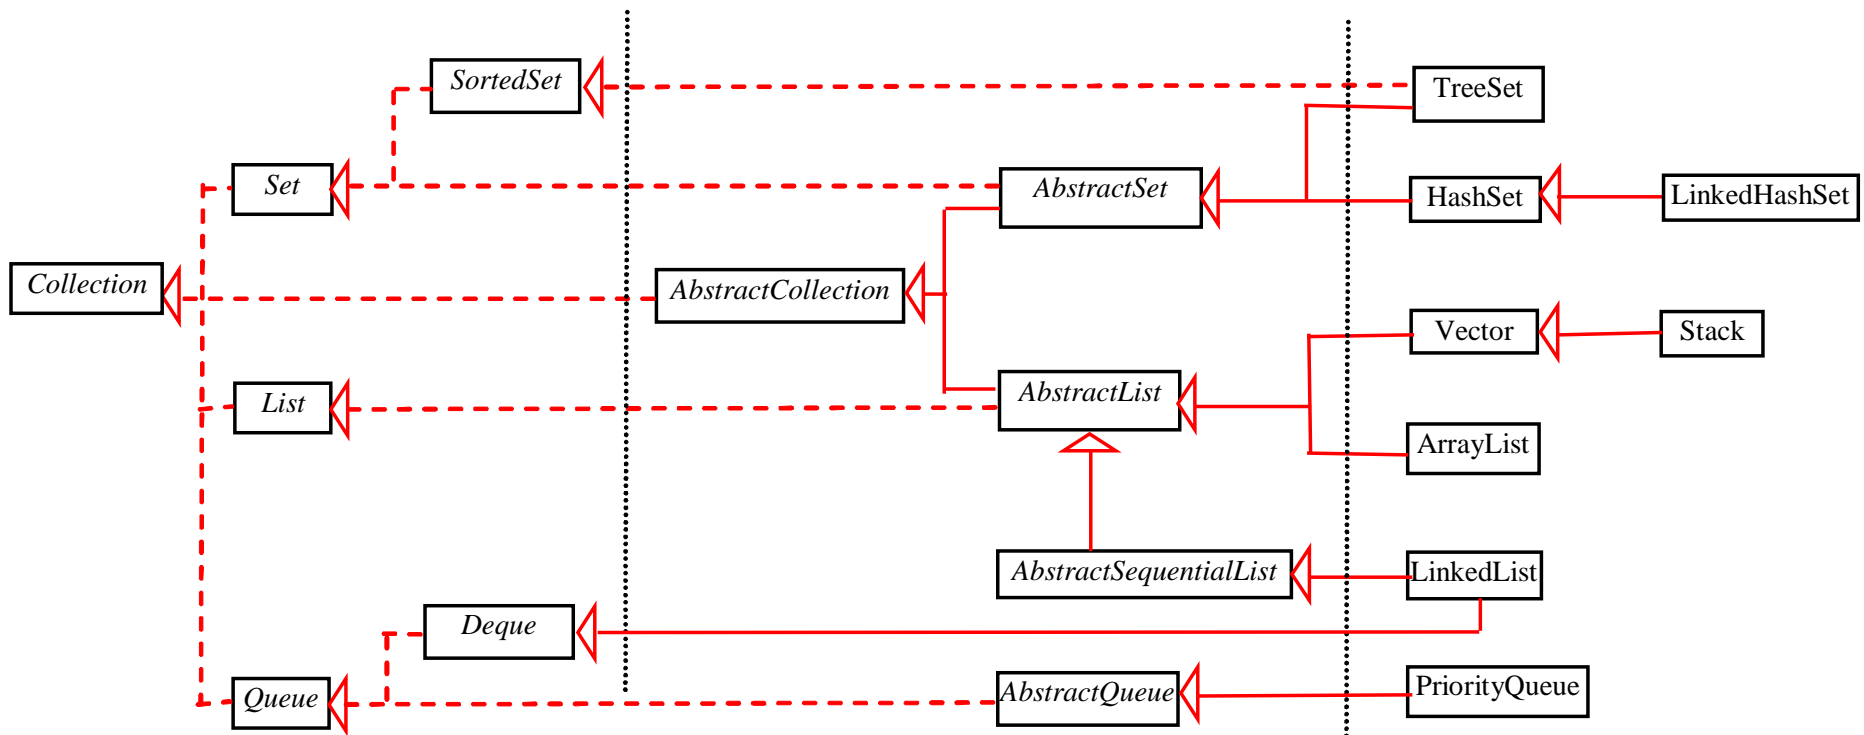 SortedSet
TreeSet
Set
AbstractSet
HashSet
LinkedHashSet
Collection
AbstractCollection
Vector
Stack
List
AbstractList
ArrayList
AbstractSequentialList
LinkedList
Deque
Queue
AbstractQueue
PriorityQueue